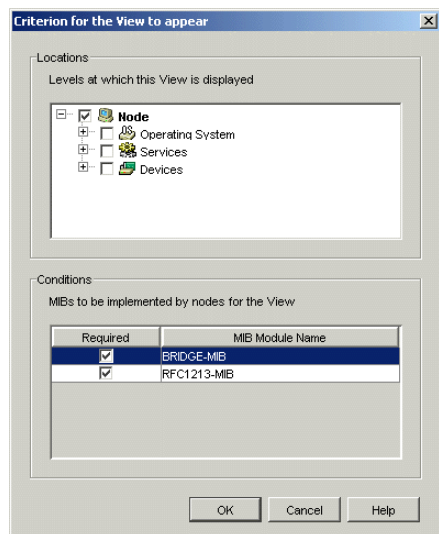 Criterion for the View to appear
Locations
Levels at which this View is displayed
Node
Operating System
Services
Devices
Conditions
MIBs to be implemented by nodes for the View
Required MIB Module Name
BRIDGE-MIB
RFC1213-MIB
OK Cancel Help